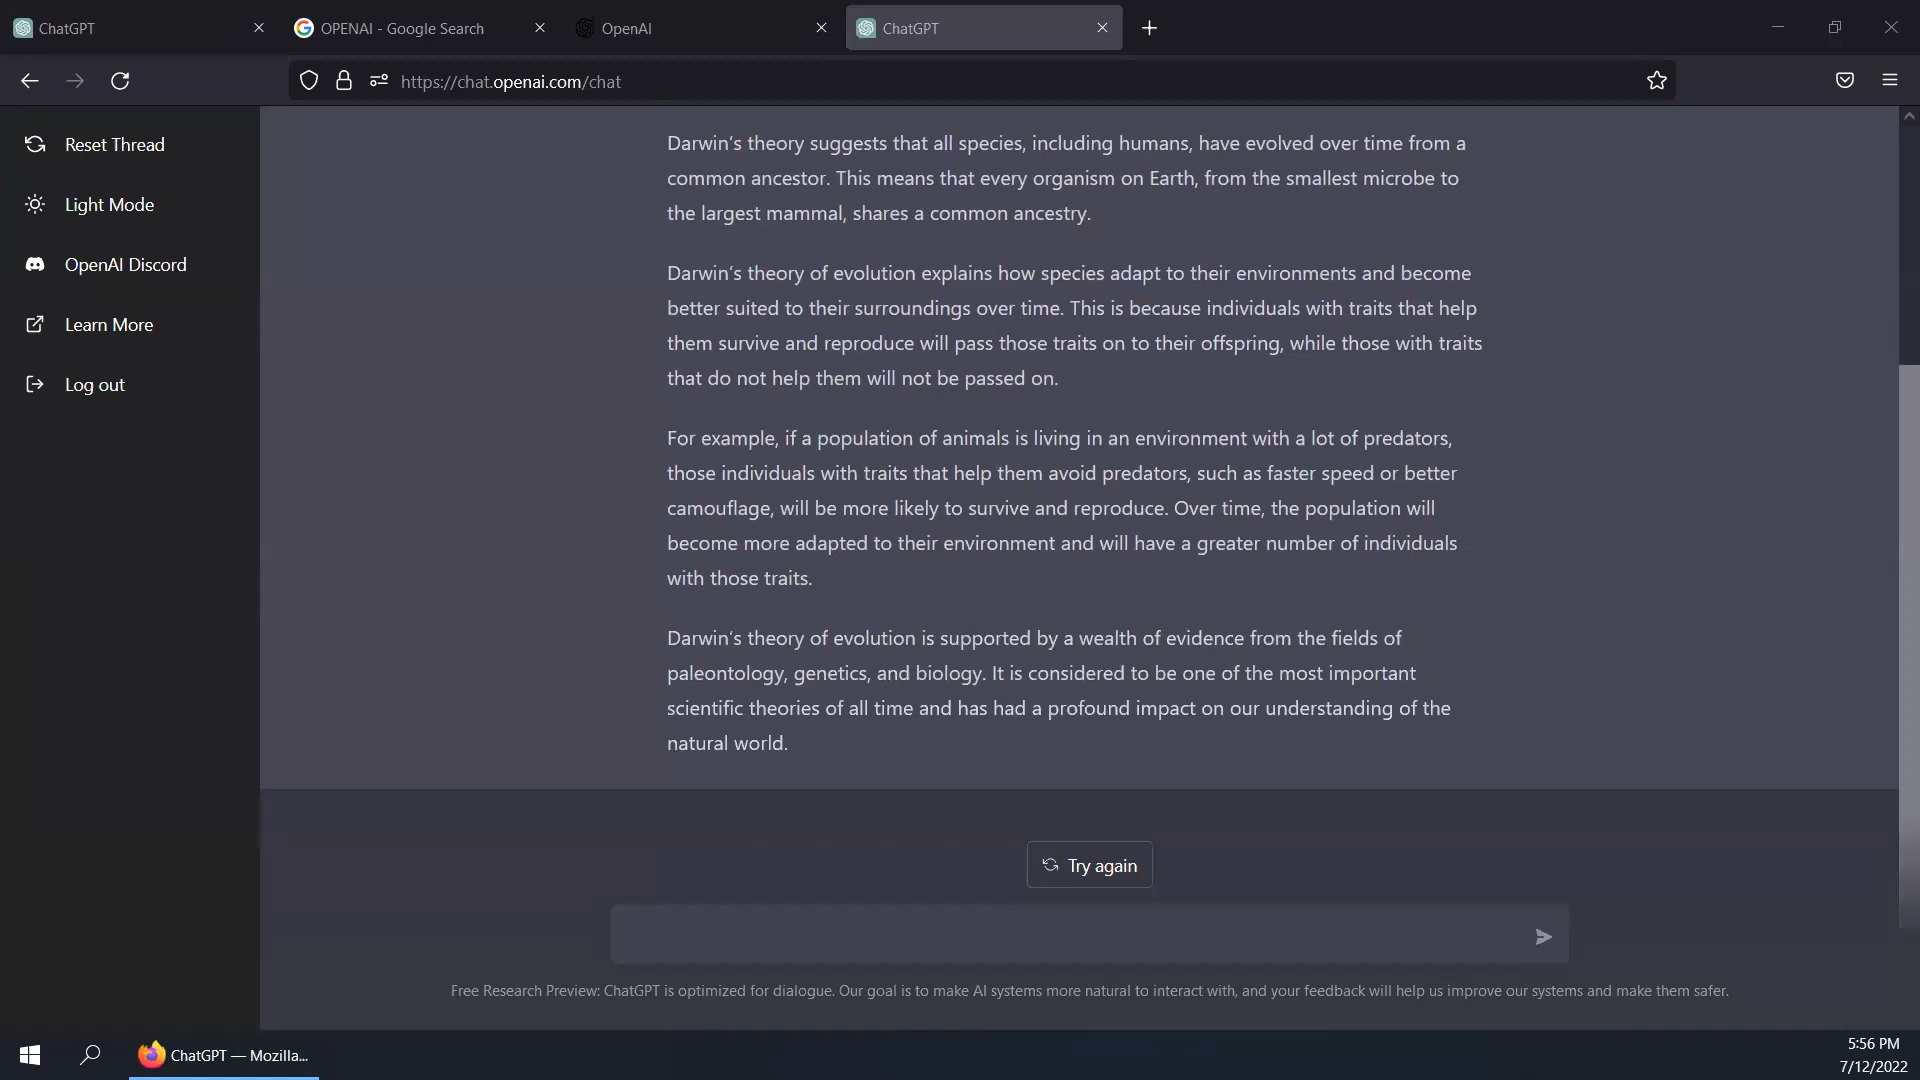 ChatGPT
OPENAI - Google Search
OpenAI
ChatGPT
https://chat.openai.com/chat
Reset Thread
Light Mode
OpenAI Discord
Learn More
Log out
Darwin's theory suggests that all species, including humans, have evolved over time from a
common ancestor. This means that every organism on Earth, from the smallest microbe to
the largest mammal, shares a common ancestry.
Darwin's theory of evolution explains how species adapt to their environments and become
better suited to their surroundings over time. This is because individuals with traits that help
them survive and reproduce will pass those traits on to their offspring, while those with traits
that do not help them will not be passed on.
For example, if a population of animals is living in an environment with a lot of predators,
those individuals with traits that help them avoid predators, such as faster speed or better
camouflage, will be more likely to survive and reproduce. Over time, the population will
become more adapted to their environment and will have a greater number of individuals
with those traits.
Darwin's theory of evolution is supported by a wealth of evidence from the fields of
paleontology, genetics, and biology. It is considered to be one of the most important
scientific theories of all time and has had a profound impact on our understanding of the
natural world.
Try again
Free Research Preview: ChatGPT is optimized for dialogue. Our goal is to make AI systems more natural to interact with, and your feedback will help us improve our systems and make them safer.
ChatGPT — Mozilla...
5:56 PM
7/12/2022